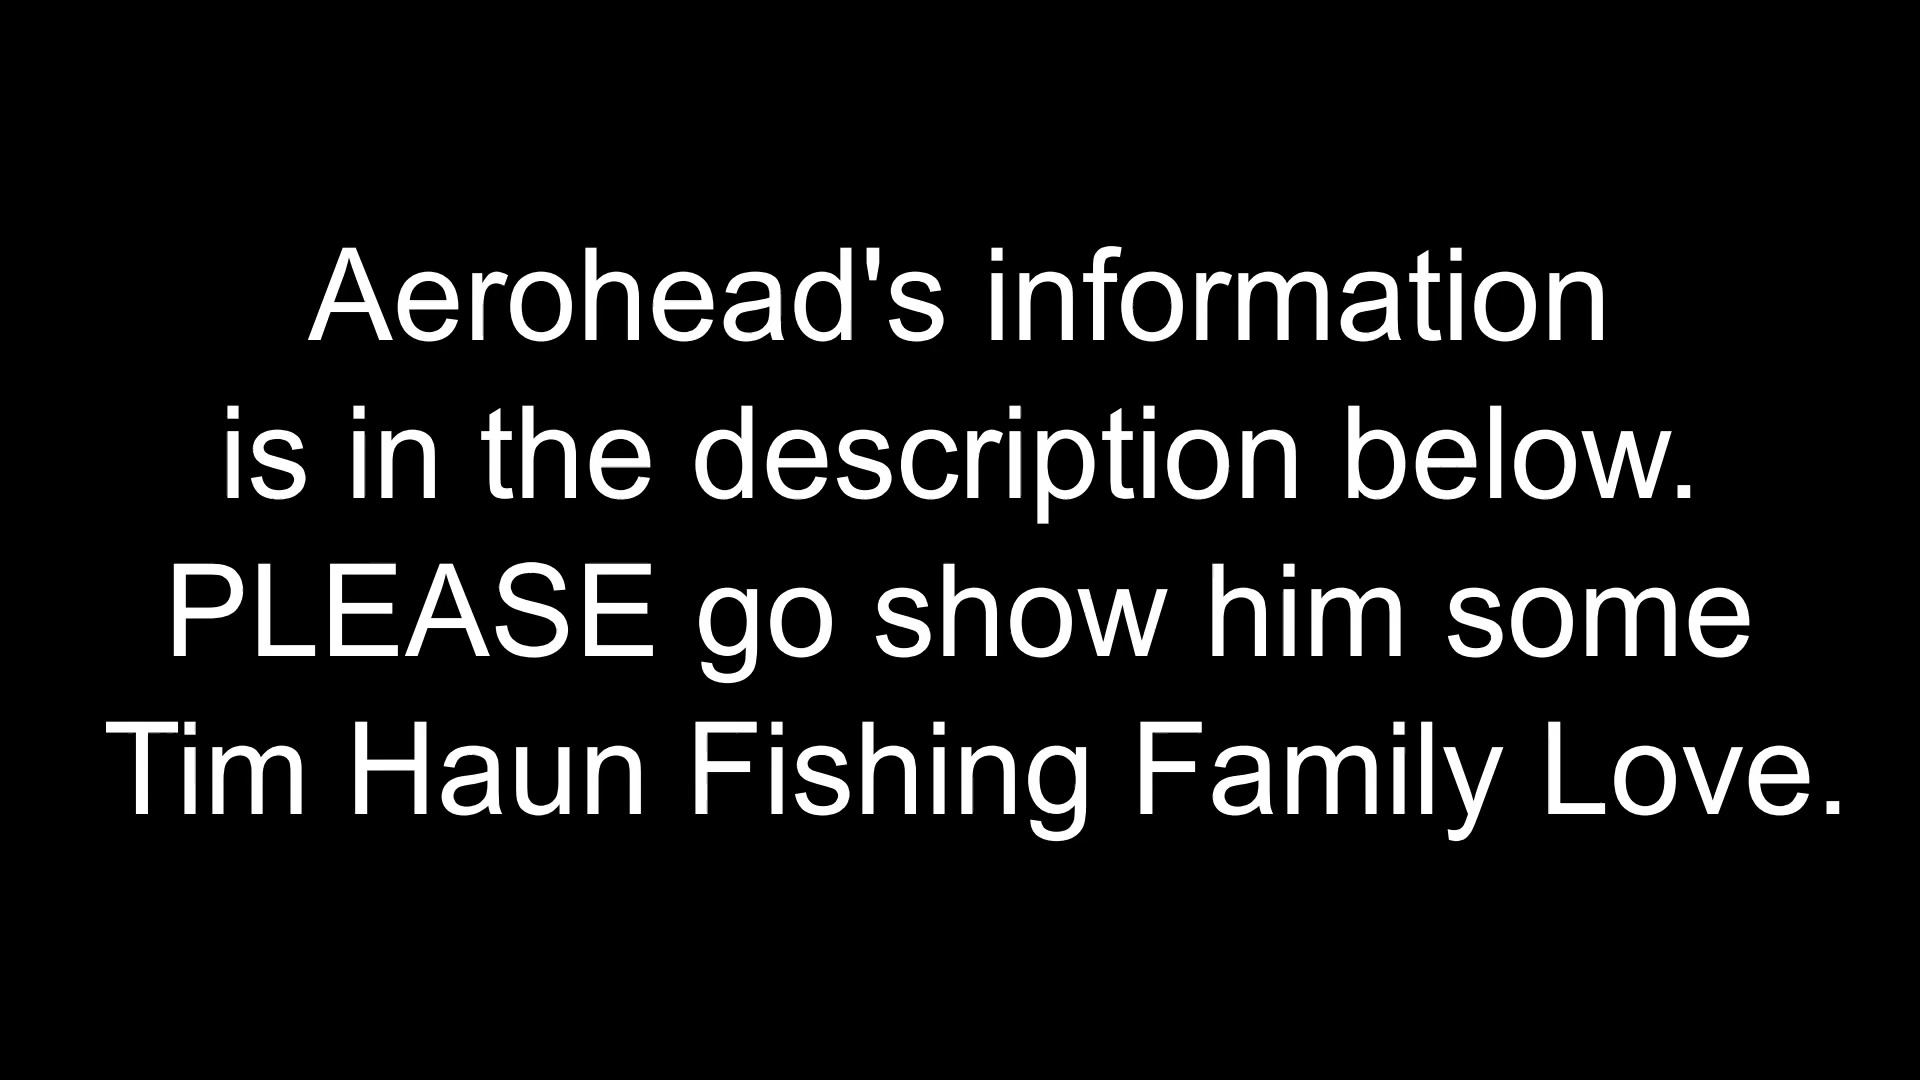 Aerohead's information
is in the description below.
PLEASE go show him some
Tim Haun Fishing Family Love.